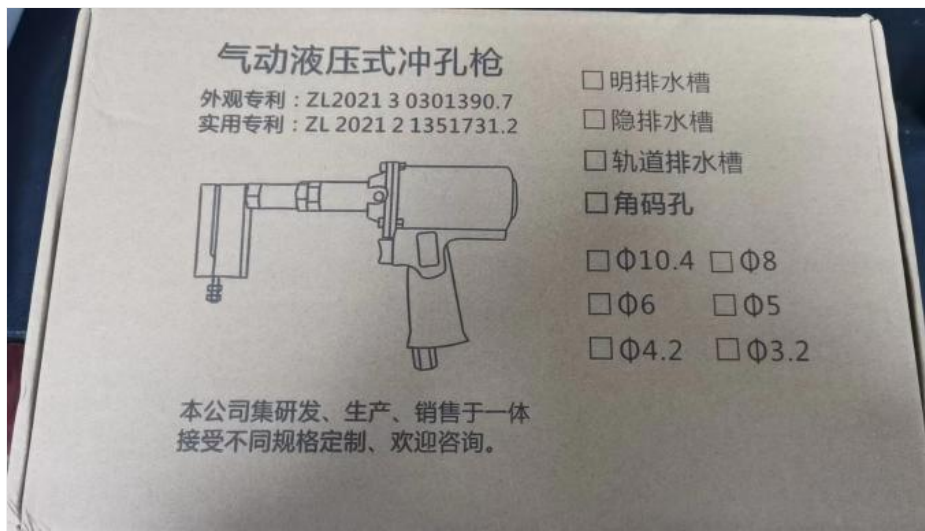 气动液压式冲孔枪
外观专利：ZL2021 3 0301390.7
实用专利：ZL 2021 2 1351731.2
□明排水槽
□隐排水槽
□轨道排水槽
□角码孔
□Φ10.4 □Φ8
□Φ6 □Φ5
□Φ4.2 □Φ3.2
本公司集研发、生产、销售于一体
接受不同规格定制、欢迎咨询。